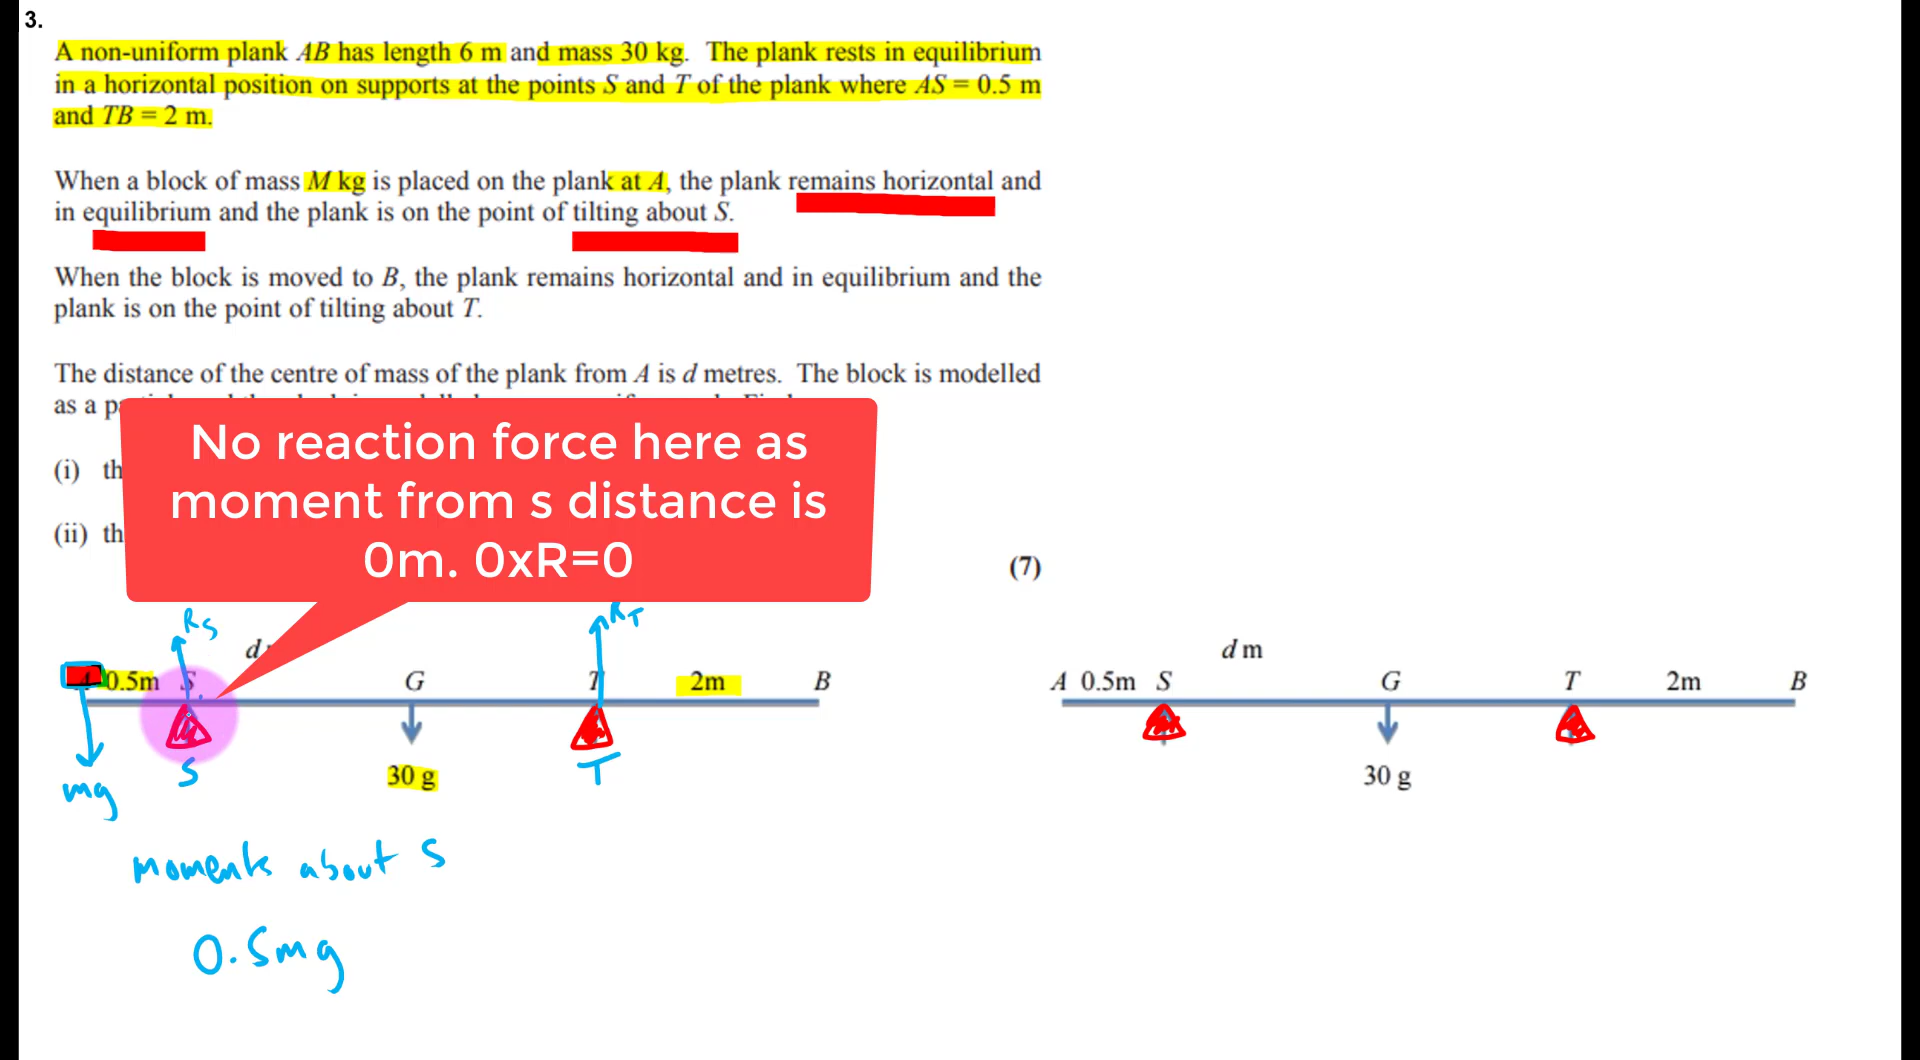 3.
A non-uniform plank AB has length 6 m and mass 30 kg. The plank rests in equilibrium
in a horizontal position on supports at the points S and T of the plank where AS = 0.5 m
and TB = 2 m.
When a block of mass M kg is placed on the plank at A, the plank remains horizontal and
in equilibrium and the plank is on the point of tilting about S.
When the block is moved to B, the plank remains horizontal and in equilibrium and the
plank is on the point of tilting about T.
The distance of the centre of mass of the plank from A is d metres. The block is modelled
as a
No reaction force here as
moment from s distance is
0m. 0xR=0
(i)
(ii)
(7)
RS
RT
d
d m
A 0.5m S G T 2m B
A 0.5m S G T 2m B
mg S 30 g T
30 g
moments about S
0.5mg